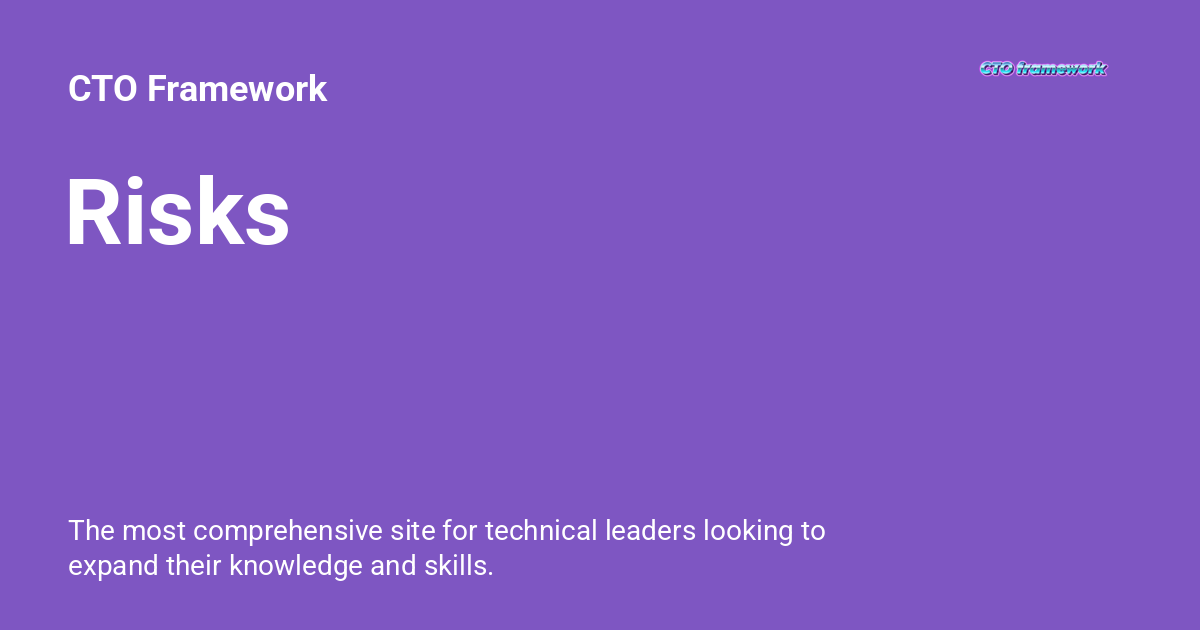 CTO Framework
CTO framework
Risks
The most comprehensive site for technical leaders looking to
expand their knowledge and skills.